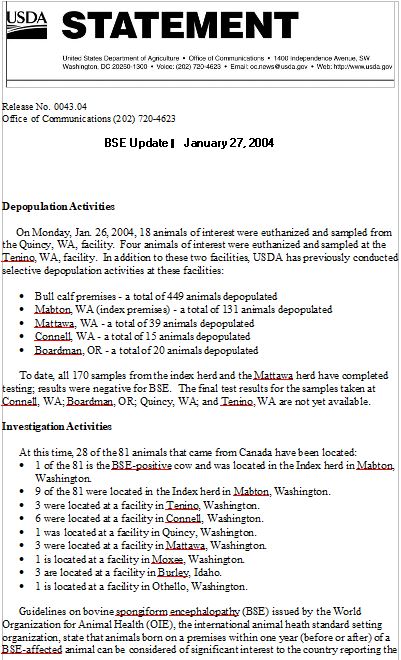 USDA STATEMENT
United States Department of Agriculture • Office of Communications • 1400 Independence Avenue, SW
Washington, DC 20250-1300 • Voice: (202) 720-4623 • Email: oc.news@usda.gov • Web: http://www.usda.gov
Release No. 0043.04
Office of Communications (202) 720-4623
BSE Update January 27, 2004
Depopulation Activities
On Monday, Jan. 26, 2004, 18 animals of interest were euthanized and sampled from
the Quincy, WA, facility. Four animals of interest were euthanized and sampled at the
Tenino, WA, facility. In addition to these two facilities, USDA has previously conducted
selective depopulation activities at these facilities:
• Bull calf premises - a total of 449 animals depopulated
• Mabton, WA (index premises) - a total of 131 animals depopulated
• Mattawa, WA - a total of 39 animals depopulated
• Connell, WA - a total of 15 animals depopulated
• Boardman, OR - a total of 20 animals depopulated
To date, all 170 samples from the index herd and the Mattawa herd have completed
testing; results were negative for BSE. The final test results for the samples taken at
Connell, WA; Boardman, OR; Quincy, WA; and Tenino, WA are not yet available.
Investigation Activities
At this time, 28 of the 81 animals that came from Canada have been located:
• 1 of the 81 is the BSE-positive cow and was located in the Index herd in Mabton,
Washington.
• 9 of the 81 were located in the Index herd in Mabton, Washington.
• 3 were located at a facility in Tenino, Washington.
• 6 were located at a facility in Connell, Washington.
• 1 was located at a facility in Quincy, Washington.
• 3 were located at a facility in Mattawa, Washington.
• 1 is located at a facility in Moxee, Washington.
• 3 are located at a facility in Burley, Idaho.
• 1 is located at a facility in Othello, Washington.
Guidelines on bovine spongiform encephalopathy (BSE) issued by the World
Organization for Animal Health (OIE), the international animal heath standard setting
organization, state that animals born on a premises within one year (before or after) of a
BSE-affected animal can be considered of significant interest to the country reporting the